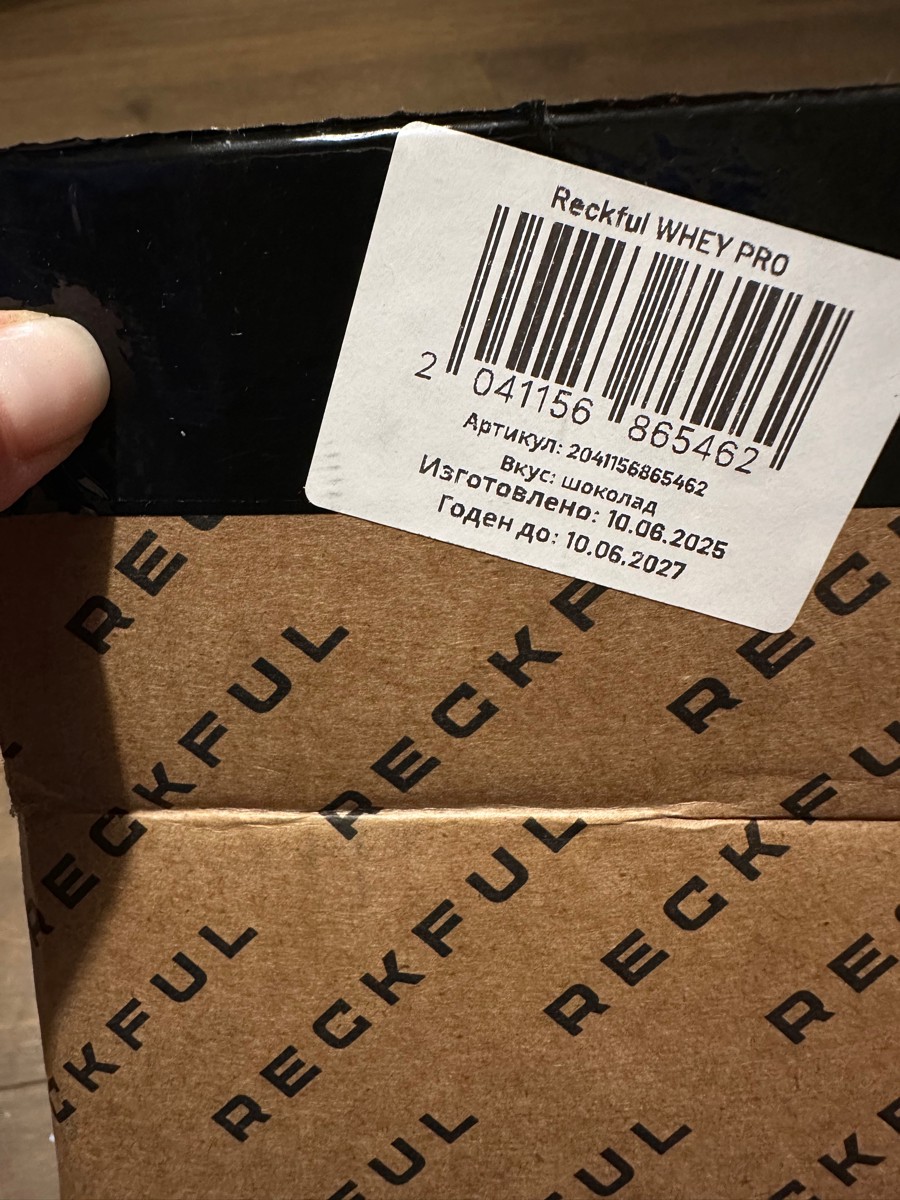 Reckful WHEY PRO
2 041156 865462
Артикул: 2041156865462
Вкус: шоколад
Изготовлено: 10.06.2025
Годен до: 10.06.2027
RECKFUL
RECKFUL
RECKFUL
RECKFUL
RECKFUL